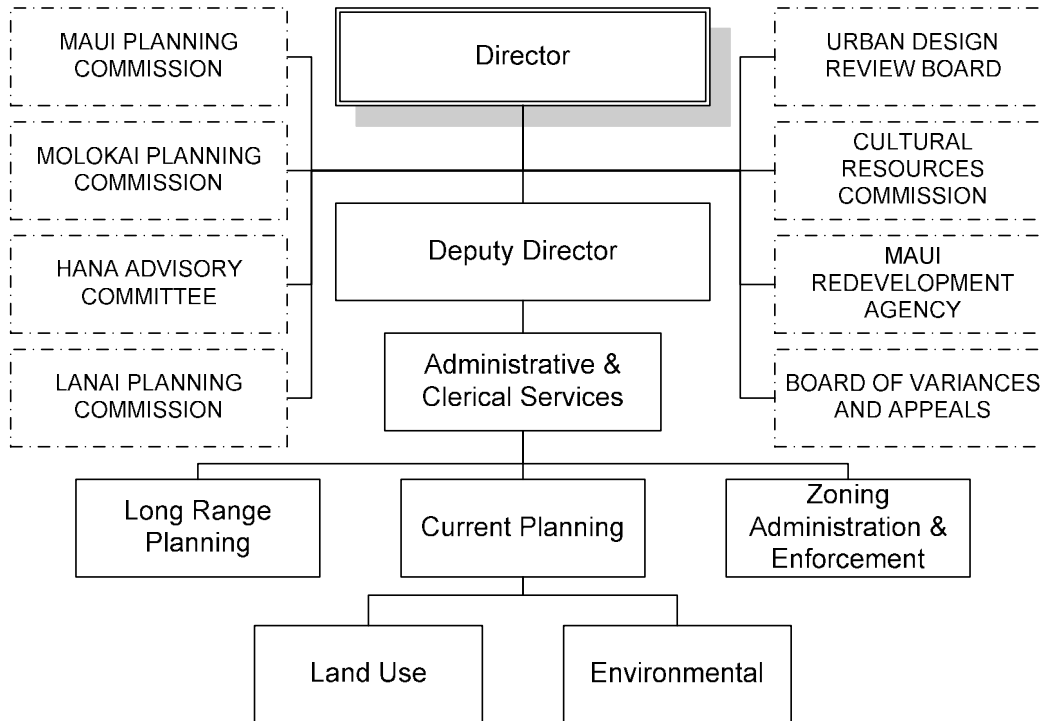 Director
MAUI PLANNING
COMMISSION
MOLOKAI PLANNING
COMMISSION
HANA ADVISORY
COMMITTEE
LANAI PLANNING
COMMISSION
URBAN DESIGN
REVIEW BOARD
CULTURAL
RESOURCES
COMMISSION
MAUI
REDEVELOPMENT
AGENCY
BOARD OF VARIANCES
AND APPEALS
Deputy Director
Administrative &
Clerical Services
Long Range
Planning
Current Planning
Zoning
Administration &
Enforcement
Land Use
Environmental